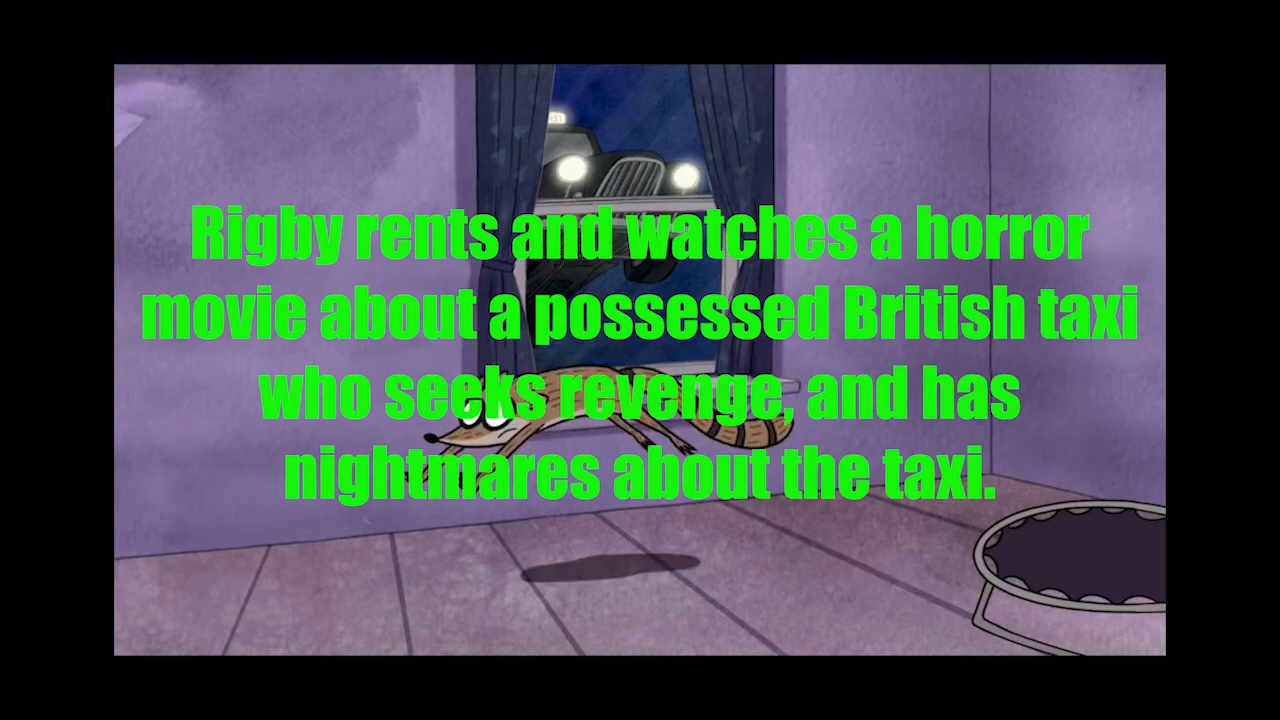 Rigby rents and watches a horror
movie about a possessed British taxi
who seeks revenge, and has
nightmares about the taxi.